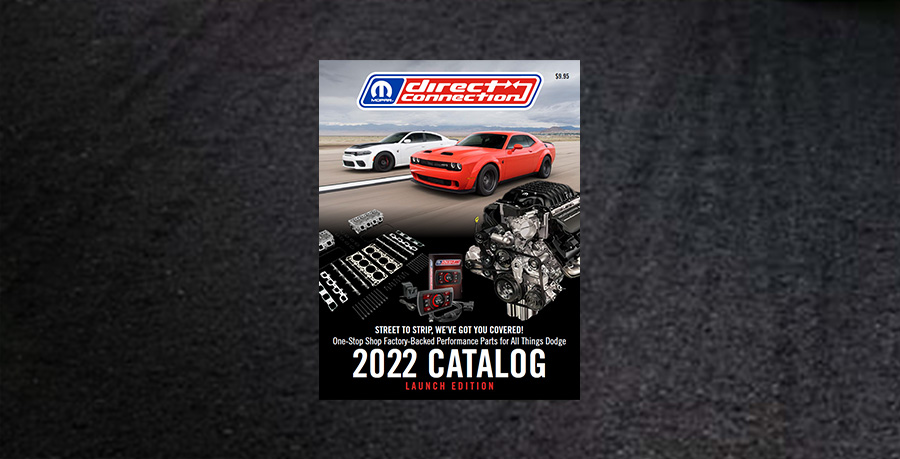 $9.95
MOPAR
direct
connection
STREET TO STRIP, WE'VE GOT YOU COVERED!
One-Stop Shop Factory-Backed Performance Parts for All Things Dodge
2022 CATALOG
LAUNCH EDITION